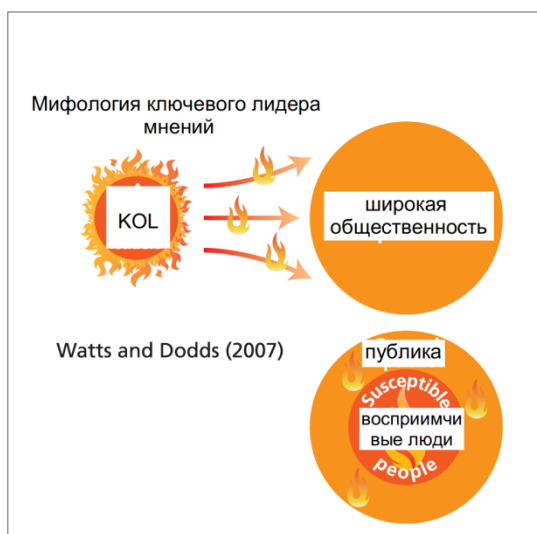 Мифология ключевого лидера
мнений
KOL
широкая
общественность
Watts and Dodds (2007)
публика
Susceptible
восприимчи
вые люди
people